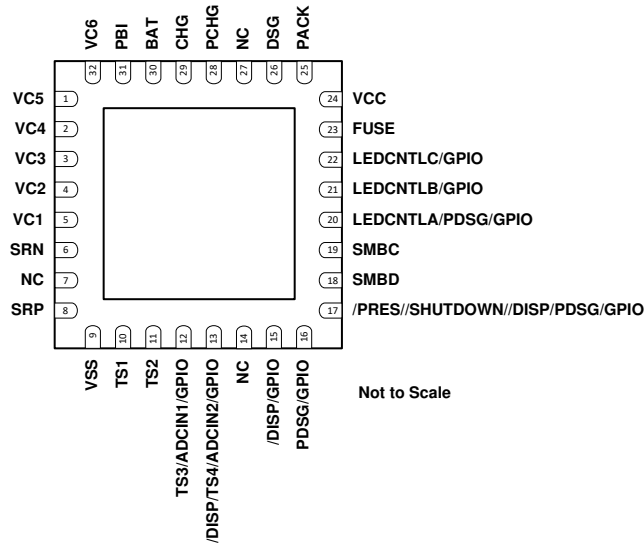 VC6
PBI
BAT
CHG
PCHG
NC
DSG
PACK
32
31
30
29
28
27
26
25
VC5 1
VC4 2
VC3 3
VC2 4
VC1 5
SRN 6
NC 7
SRP 8
24 VCC
23 FUSE
22 LEDCNTLC/GPIO
21 LEDCNTLB/GPIO
20 LEDCNTLA/PDSG/GPIO
19 SMBC
18 SMBD
17 /PRES//SHUTDOWN//DISP/PDSG/GPIO
9
10
11
12
13
14
15
16
VSS
TS1
TS2
TS3/ADCIN1/GPIO
/DISP/TS4/ADCIN2/GPIO
NC
/DISP/GPIO
PDSG/GPIO
Not to Scale